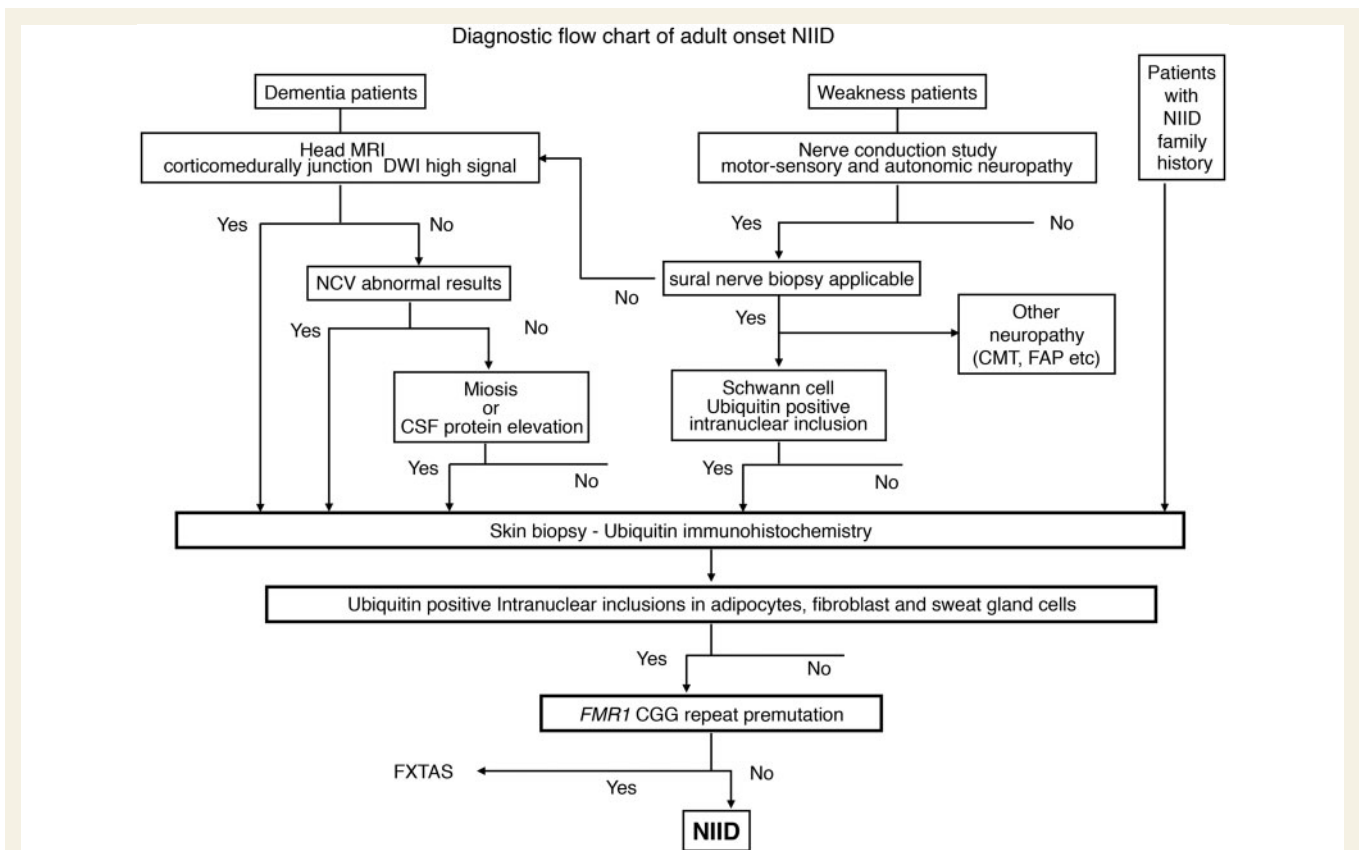 Diagnostic flow chart of adult onset NIID
Dementia patients
Weakness patients
Patients
with
NIID
family
history
Head MRI
corticomedurally junction DWI high signal
Nerve conduction study
motor-sensory and autonomic neuropathy
Yes
No
Yes
No
NCV abnormal results
sural nerve biopsy applicable
No
Yes
No
Yes
Other
neuropathy
(CMT, FAP etc)
Miosis
or
CSF protein elevation
Schwann cell
Ubiquitin positive
intranuclear inclusion
Yes
No
Yes
No
Skin biopsy - Ubiquitin immunohistochemistry
Ubiquitin positive Intranuclear inclusions in adipocytes, fibroblast and sweat gland cells
Yes
No
FMR1 CGG repeat premutation
FXTAS
Yes
No
NIID